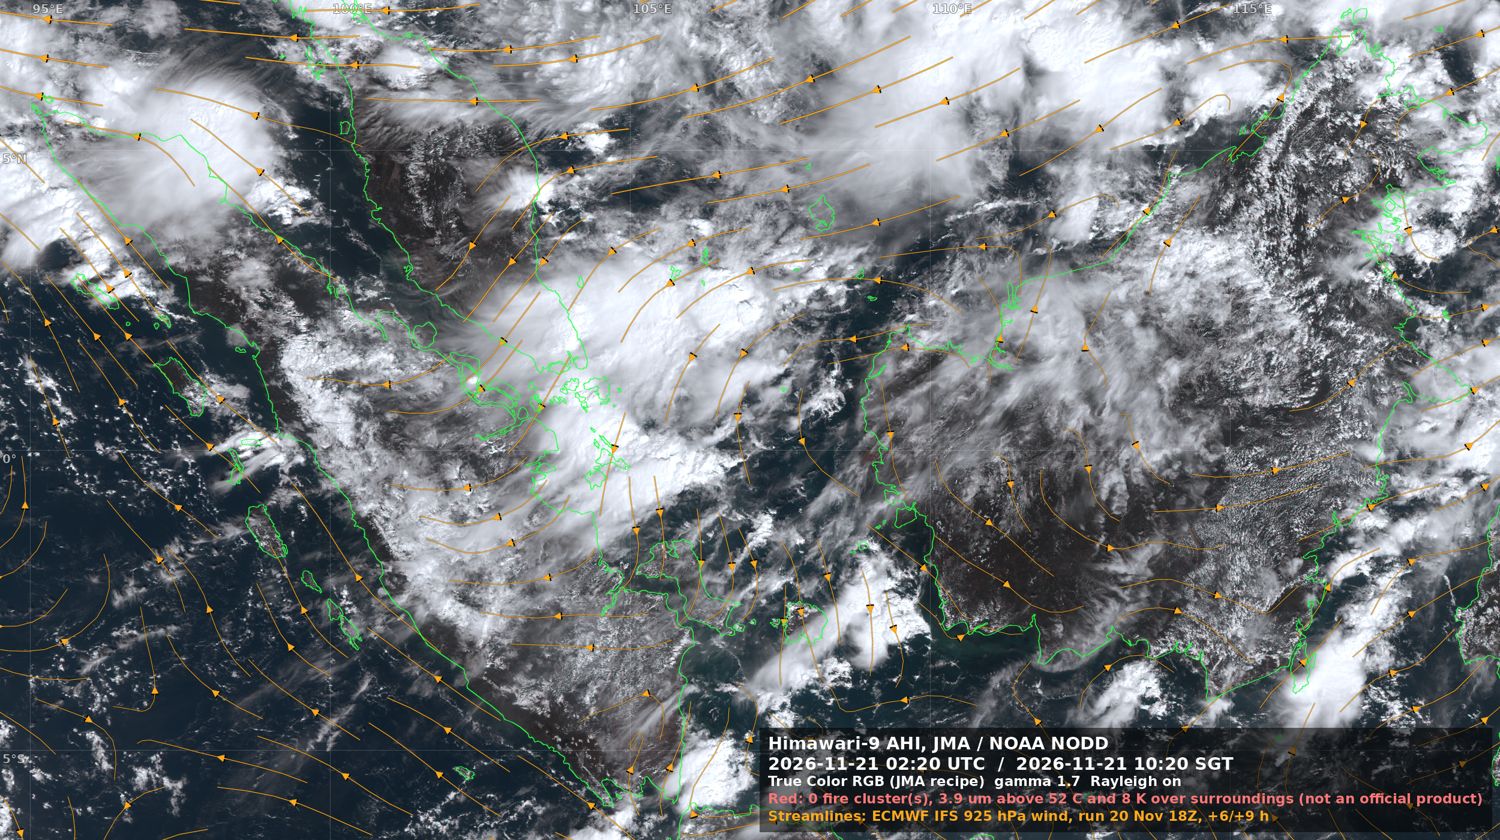 95°E 100°E 105°E 110°E 115°E
5°N
0°
5°S
Himawari-9 AHI, JMA / NOAA NODD
2026-11-21 02:20 UTC / 2026-11-21 10:20 SGT
True Color RGB (JMA recipe) gamma 1.7 Rayleigh on
Red: 0 fire cluster(s), 3.9 um above 52 C and 8 K over surroundings (not an official product)
Streamlines: ECMWF IFS 925 hPa wind, run 20 Nov 18Z, +6/+9 h